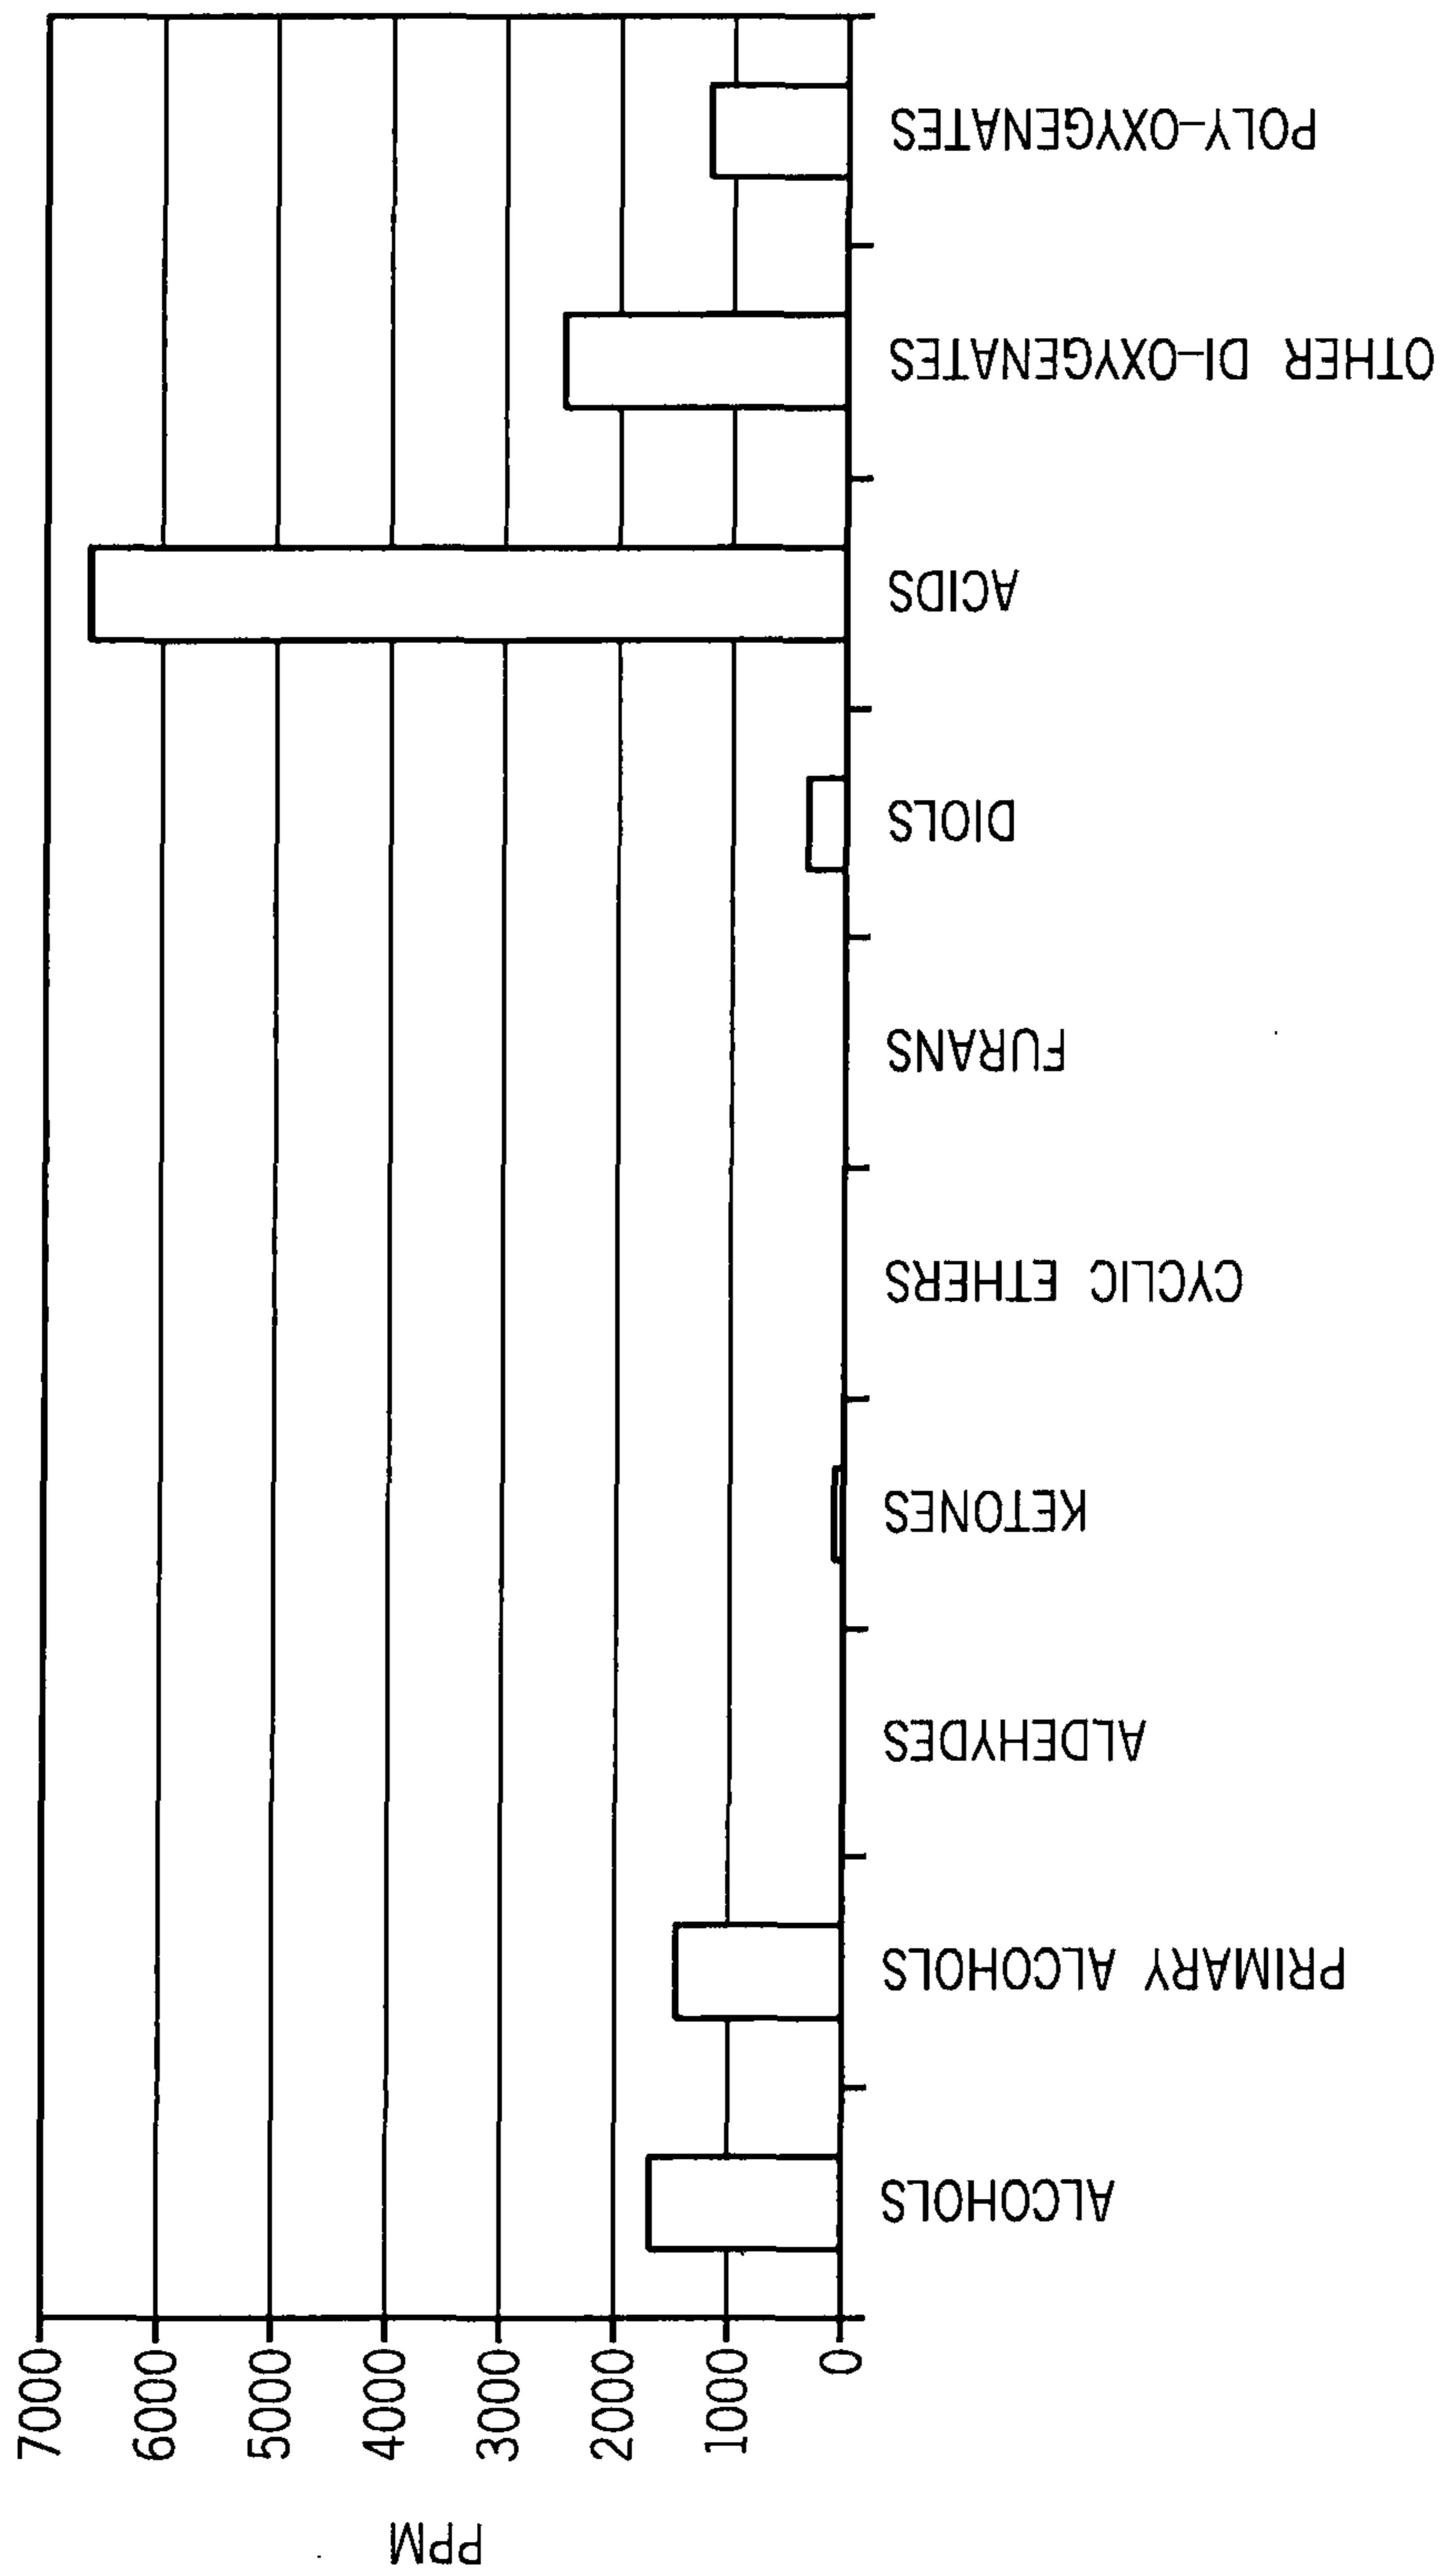 PPM
7000
6000
5000
4000
3000
2000
1000
0
ALCOHOLS
PRIMARY ALCOHOLS
ALDEHYDES
KETONES
CYCLIC ETHERS
FURANS
DIOLS
ACIDS
OTHER DI-OXYGENATES
POLY-OXYGENATES